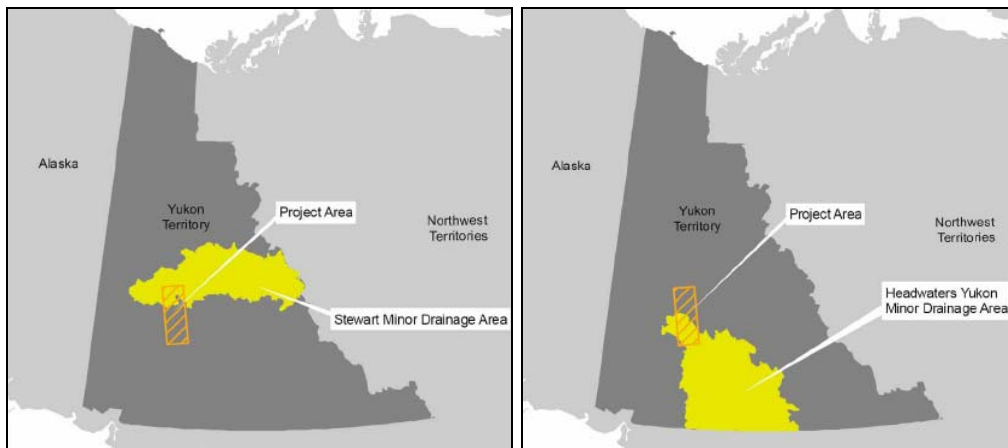 Alaska
Yukon
Territory
Project Area
Northwest
Territories
Stewart Minor Drainage Area
Alaska
Yukon
Territory
Project Area
Northwest
Territories
Headwaters Yukon
Minor Drainage Area